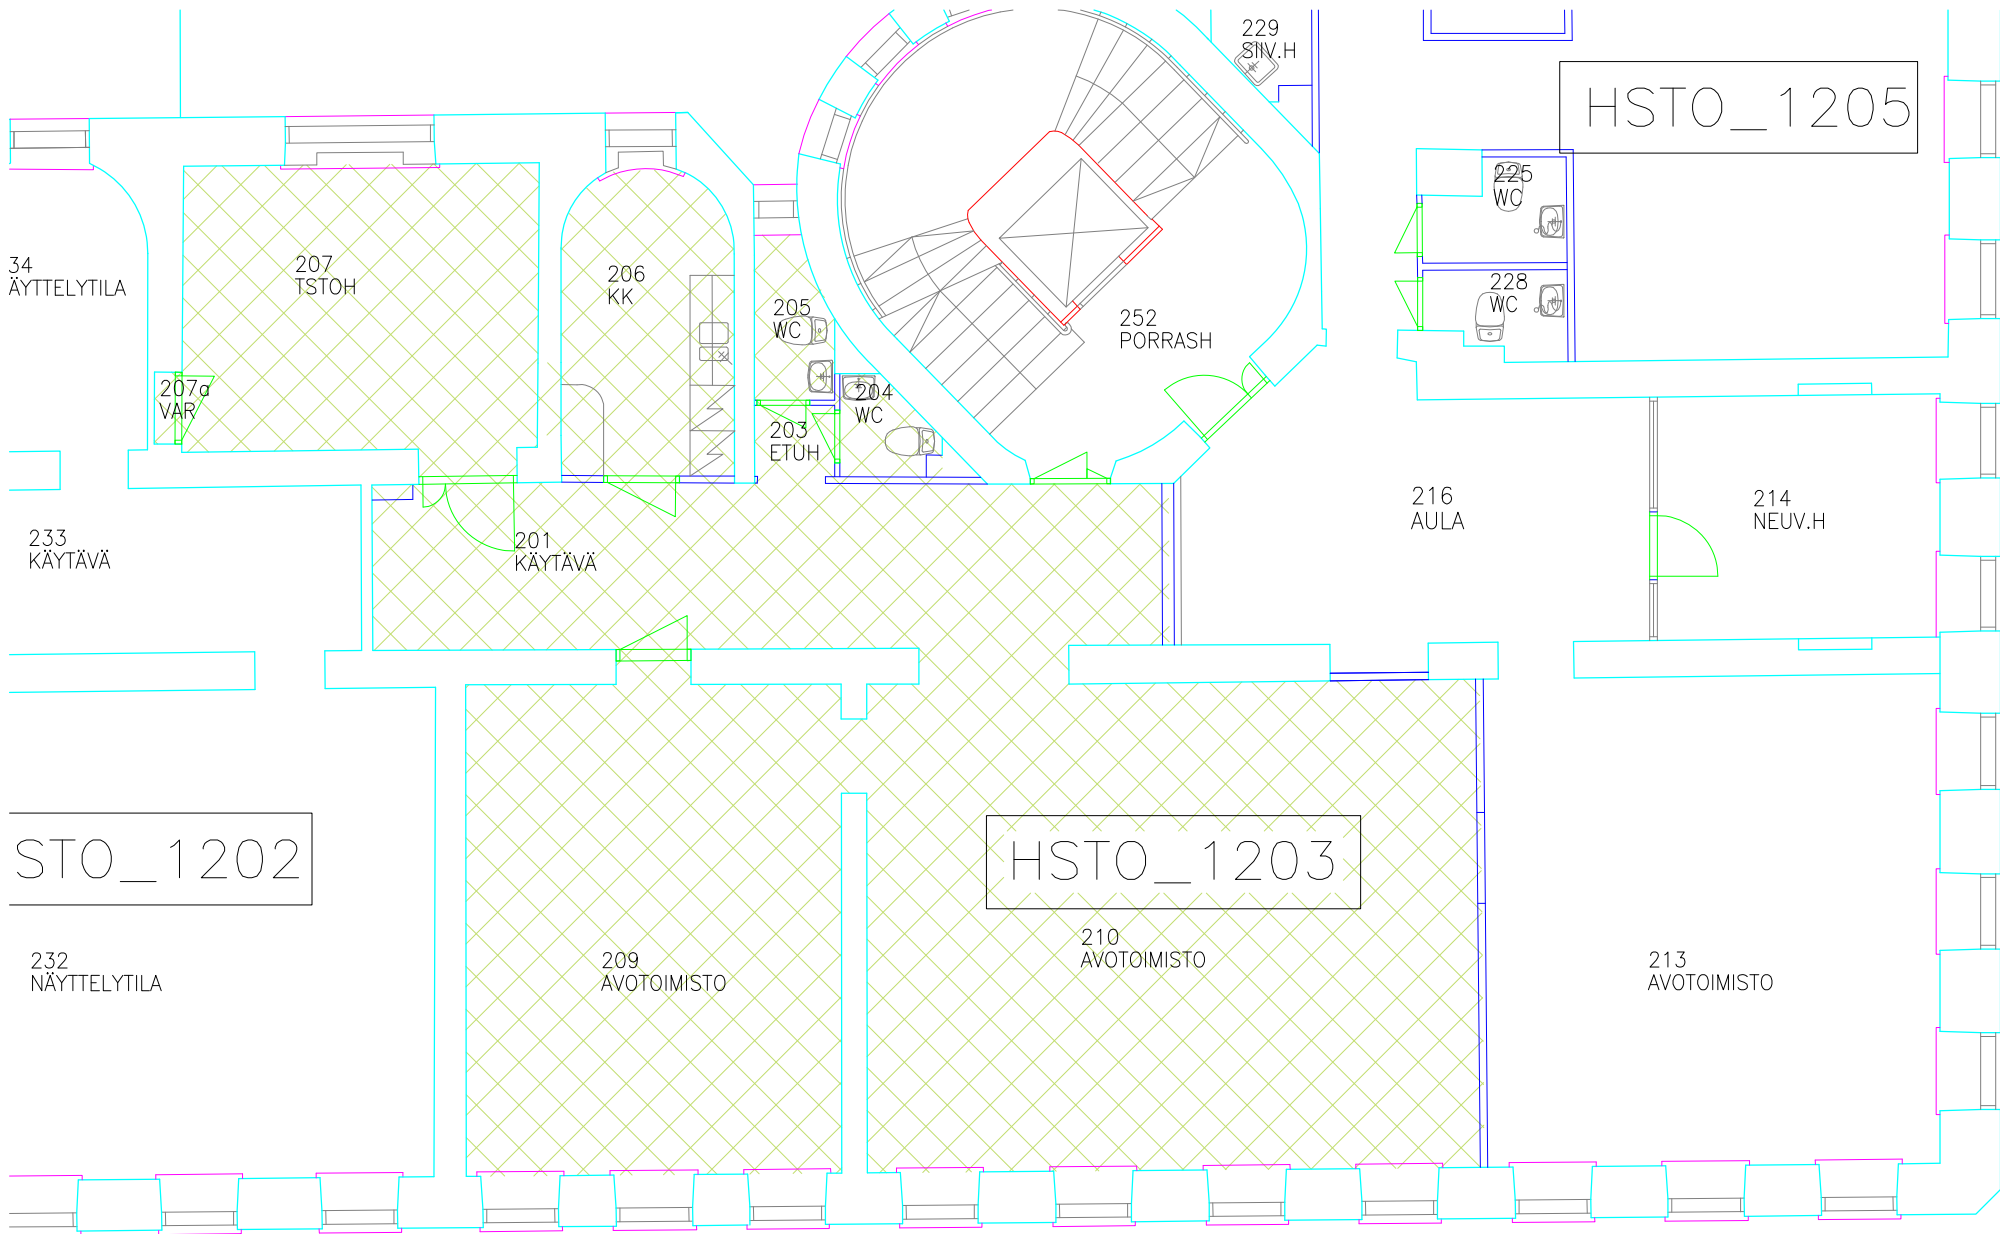 229
SIIV.H
HSTO_1205
225
WC
34
ÄYTTELYTILA
207
TSTOH
206
KK
228
WC
205
WC
252
PORRASH
207a
VAR
204
WC
203
ETUH
216
AULA
214
NEUV.H
233
KÄYTÄVÄ
201
KÄYTÄVÄ
STO_1202
HSTO_1203
232
NÄYTTELYTILA
209
AVOTOIMISTO
210
AVOTOIMISTO
213
AVOTOIMISTO